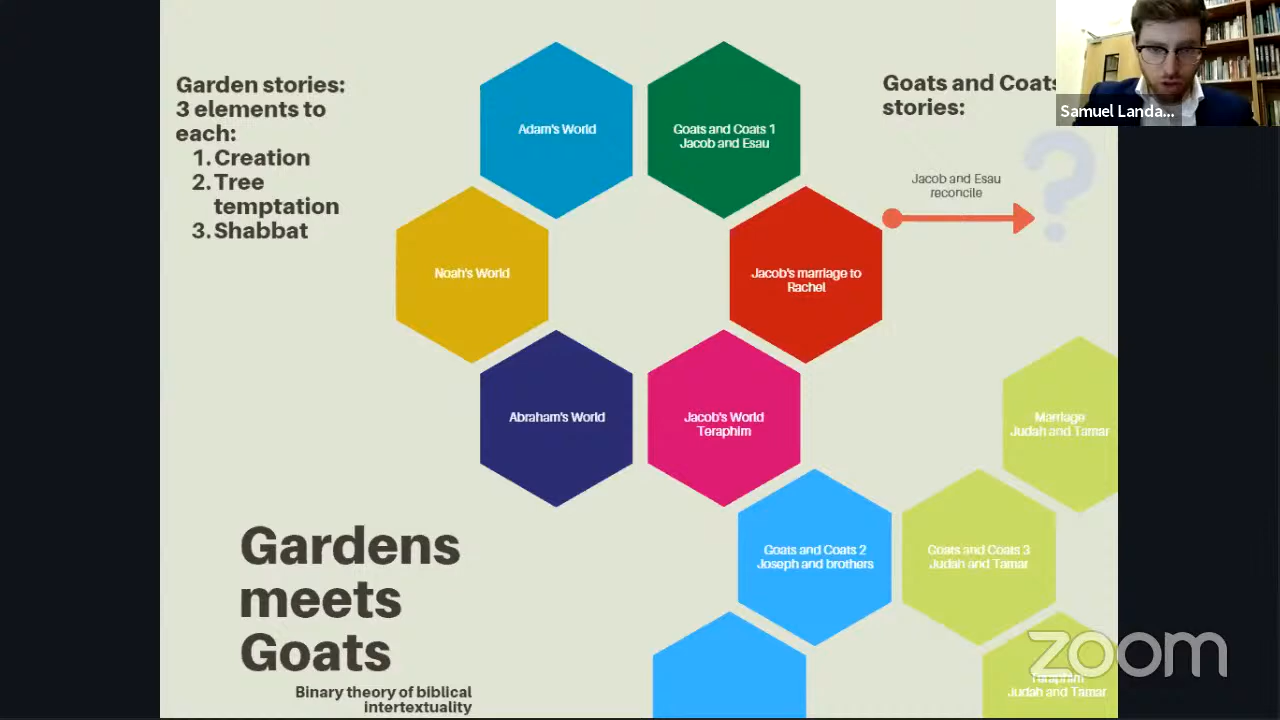 Garden stories:
3 elements to
each:
1. Creation
2. Tree
temptation
3. Shabbat
Adam's World
Goats and Coats 1
Jacob and Esau
Goats and Coats
stories:
Samuel Landa...
Jacob and Esau
reconcile
?
Noah's World
Jacob's marriage to
Rachel
Abraham's World
Jacob's World
Teraphim
Marriage
Judah and Tamar
Goats and Coats 2
Joseph and brothers
Goats and Coats 3
Judah and Tamar
Gardens
meets
Goats
Binary theory of biblical
intertextuality
zoom
Teraphim
Judah and Tamar